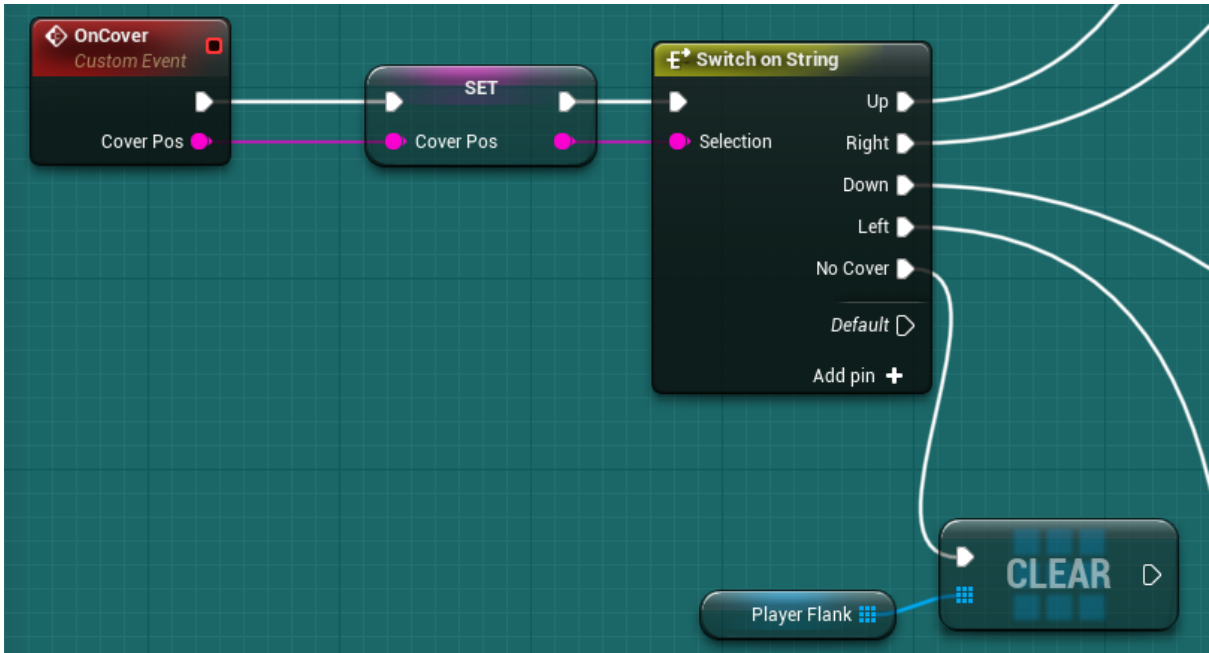 OnCover
Custom Event
Cover Pos
SET
Cover Pos
Switch on String
Selection
Up
Right
Down
Left
No Cover
Default
Add pin +
Player Flank
CLEAR